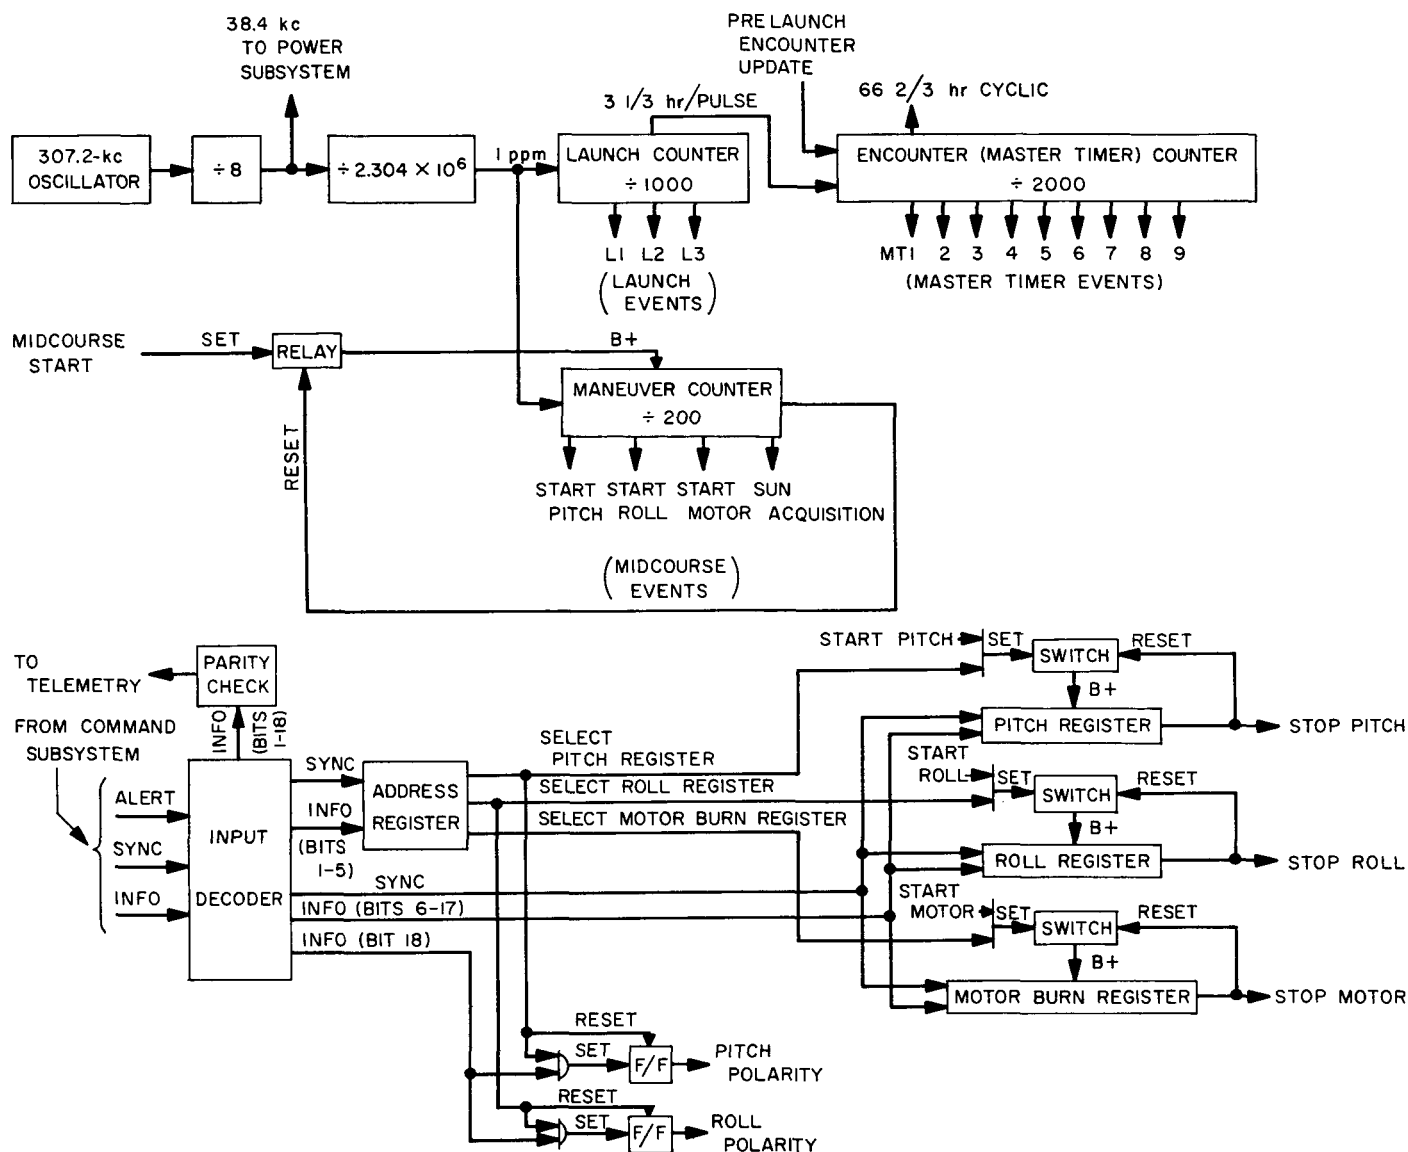 38.4 kc
TO POWER
SUBSYSTEM
PRELAUNCH
ENCOUNTER
UPDATE
3 1/3 hr/PULSE
66 2/3 hr CYCLIC
307.2-kc
OSCILLATOR
÷8
÷2.304 × 10⁶
1 ppm
LAUNCH COUNTER
÷1000
ENCOUNTER (MASTER TIMER) COUNTER
÷2000
L1 L2 L3
(LAUNCH
EVENTS)
MT1 2 3 4 5 6 7 8 9
(MASTER TIMER EVENTS)
MIDCOURSE
START
SET
RELAY
B+
MANEUVER COUNTER
÷200
RESET
START PITCH
START ROLL
START MOTOR
SUN ACQUISITION
(MIDCOURSE
EVENTS)
TO
TELEMETRY
PARITY
CHECK
FROM COMMAND
SUBSYSTEM
INFO
(BITS
1-18)
ALERT
SYNC
INFO
INPUT
DECODER
SYNC
INFO
(BITS
1-5)
ADDRESS
REGISTER
SYNC
INFO (BITS 6-17)
INFO (BIT 18)
SELECT
PITCH REGISTER
SELECT ROLL REGISTER
SELECT MOTOR BURN REGISTER
START PITCH
SET
SWITCH
RESET
B+
PITCH REGISTER
STOP PITCH
START
ROLL
SET
SWITCH
RESET
B+
ROLL REGISTER
STOP ROLL
START
MOTOR
SET
SWITCH
RESET
B+
MOTOR BURN REGISTER
STOP MOTOR
RESET
SET
F/F
PITCH
POLARITY
RESET
SET
F/F
ROLL
POLARITY